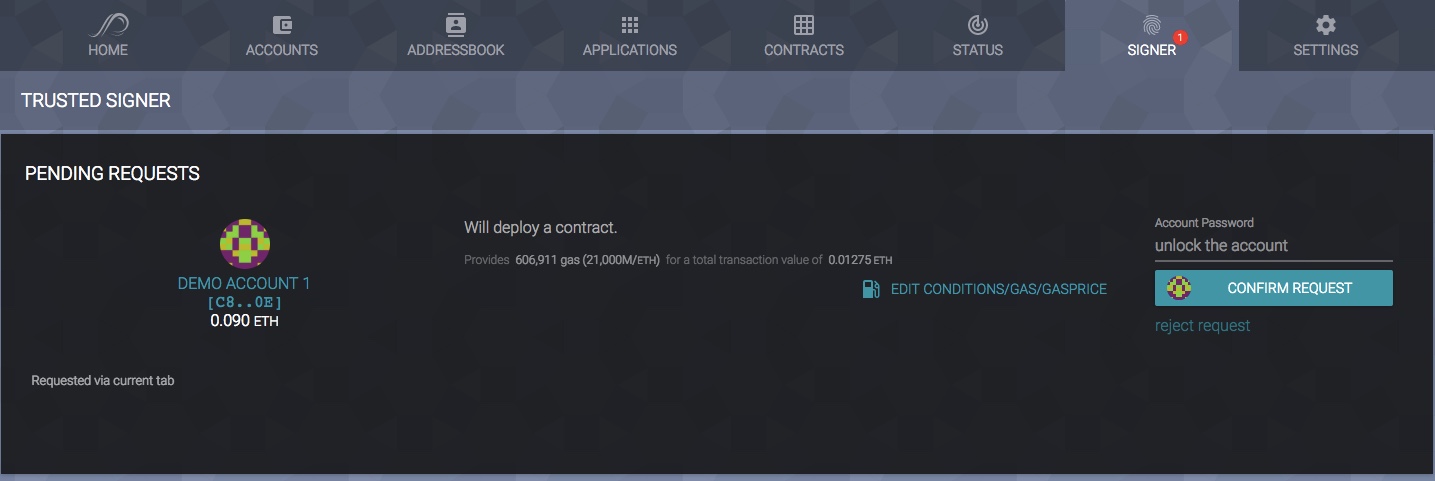 HOME
ACCOUNTS
ADDRESSBOOK
APPLICATIONS
CONTRACTS
STATUS
SIGNER 1
SETTINGS
TRUSTED SIGNER
PENDING REQUESTS
DEMO ACCOUNT 1
[C8..0E]
0.090 ETH
Requested via current tab
Will deploy a contract.
Provides 606,911 gas (21,000M/ETH) for a total transaction value of 0.01275 ETH
EDIT CONDITIONS/GAS/GASPRICE
Account Password
unlock the account
CONFIRM REQUEST
reject request